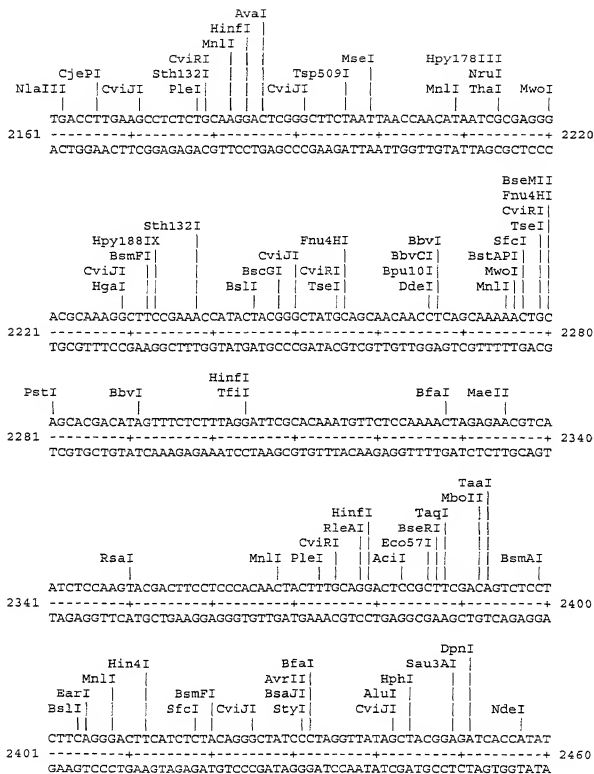 AvaI
HinfI
MnlI
CviRI MseI Hpy178III
CjePI Sth132I Tsp509I NruI
NlaIII CviJI PleI CviJI MnlI ThaI MwoI
TGACCTTGAAGCCTCTCTGCAAGGACTCGGGCTTCTAATTAACCAACATAATCGCGAGGG
2161 ---------+---------+---------+---------+---------+---------+ 2220
ACTGGAACTTCGGAGAGACGTTCCTGAGCCCGAAGATTAATTGGTTGTATTAGCGCTCCC
BseMII
Fnu4HI
CviRI
Sth132I TseI
Hpy188IX Fnu4HI BbvI SfcI
BsmFI CviJI BbvCI BstAPI
CviJI BscGI CviRI Bpu10I MwoI
HgaI BslI TseI DdeI MnlI
ACGCAAAGGCTTCCGAAACCATACTACGGGCTATGCAGCAACAACCTCAGCAAAAACTGC
2221 ---------+---------+---------+---------+---------+---------+ 2280
TGCGTTTCCGAAGGCTTTGGTATGATGCCCGATACGTCGTTGTTGGAGTCGTTTTTGACG
HinfI
PstI BbvI TfiI BfaI MaeII
AGCACGACATAGTTTCTCTTTAGGATTCGCACAAATGTTCTCCAAAACTAGAGAACGTCA
2281 ---------+---------+---------+---------+---------+---------+ 2340
TCGTGCTGTATCAAAGAGAAATCCTAAGCGTGTTTACAAGAGGTTTTGATCTCTTGCAGT
TaaI
MboII
HinfI TaqI
RleAI BseRI
CviRI Eco57I
RsaI MnlI PleI AciI BsmAI
ATCTCCAAGTACGACTTCCTCCCACAACTACTTTGCAGGACTCCGCTTCGACAGTCTCCT
2341 ---------+---------+---------+---------+---------+---------+ 2400
TAGAGGTTCATGCTGAAGGAGGGTGTTGATGAAACGTCCTGAGGCGAAGCTGTCAGAGGA
DpnI
Hin4I BfaI Sau3AI
MnlI AvrII HphI
EarI BsmFI BsaJI AluI
BslI SfcI CviJI StyI CviJI NdeI
CTTCAGGGACTTCATCTCTACAGGGCTATCCCTAGGTTATAGCTACGGAGATCACCATAT
2401 ---------+---------+---------+---------+---------+---------+ 2460
GAAGTCCCTGAAGTAGAGATGTCCCGATAGGGATCCAATATCGATGCCTCTAGTGGTATA